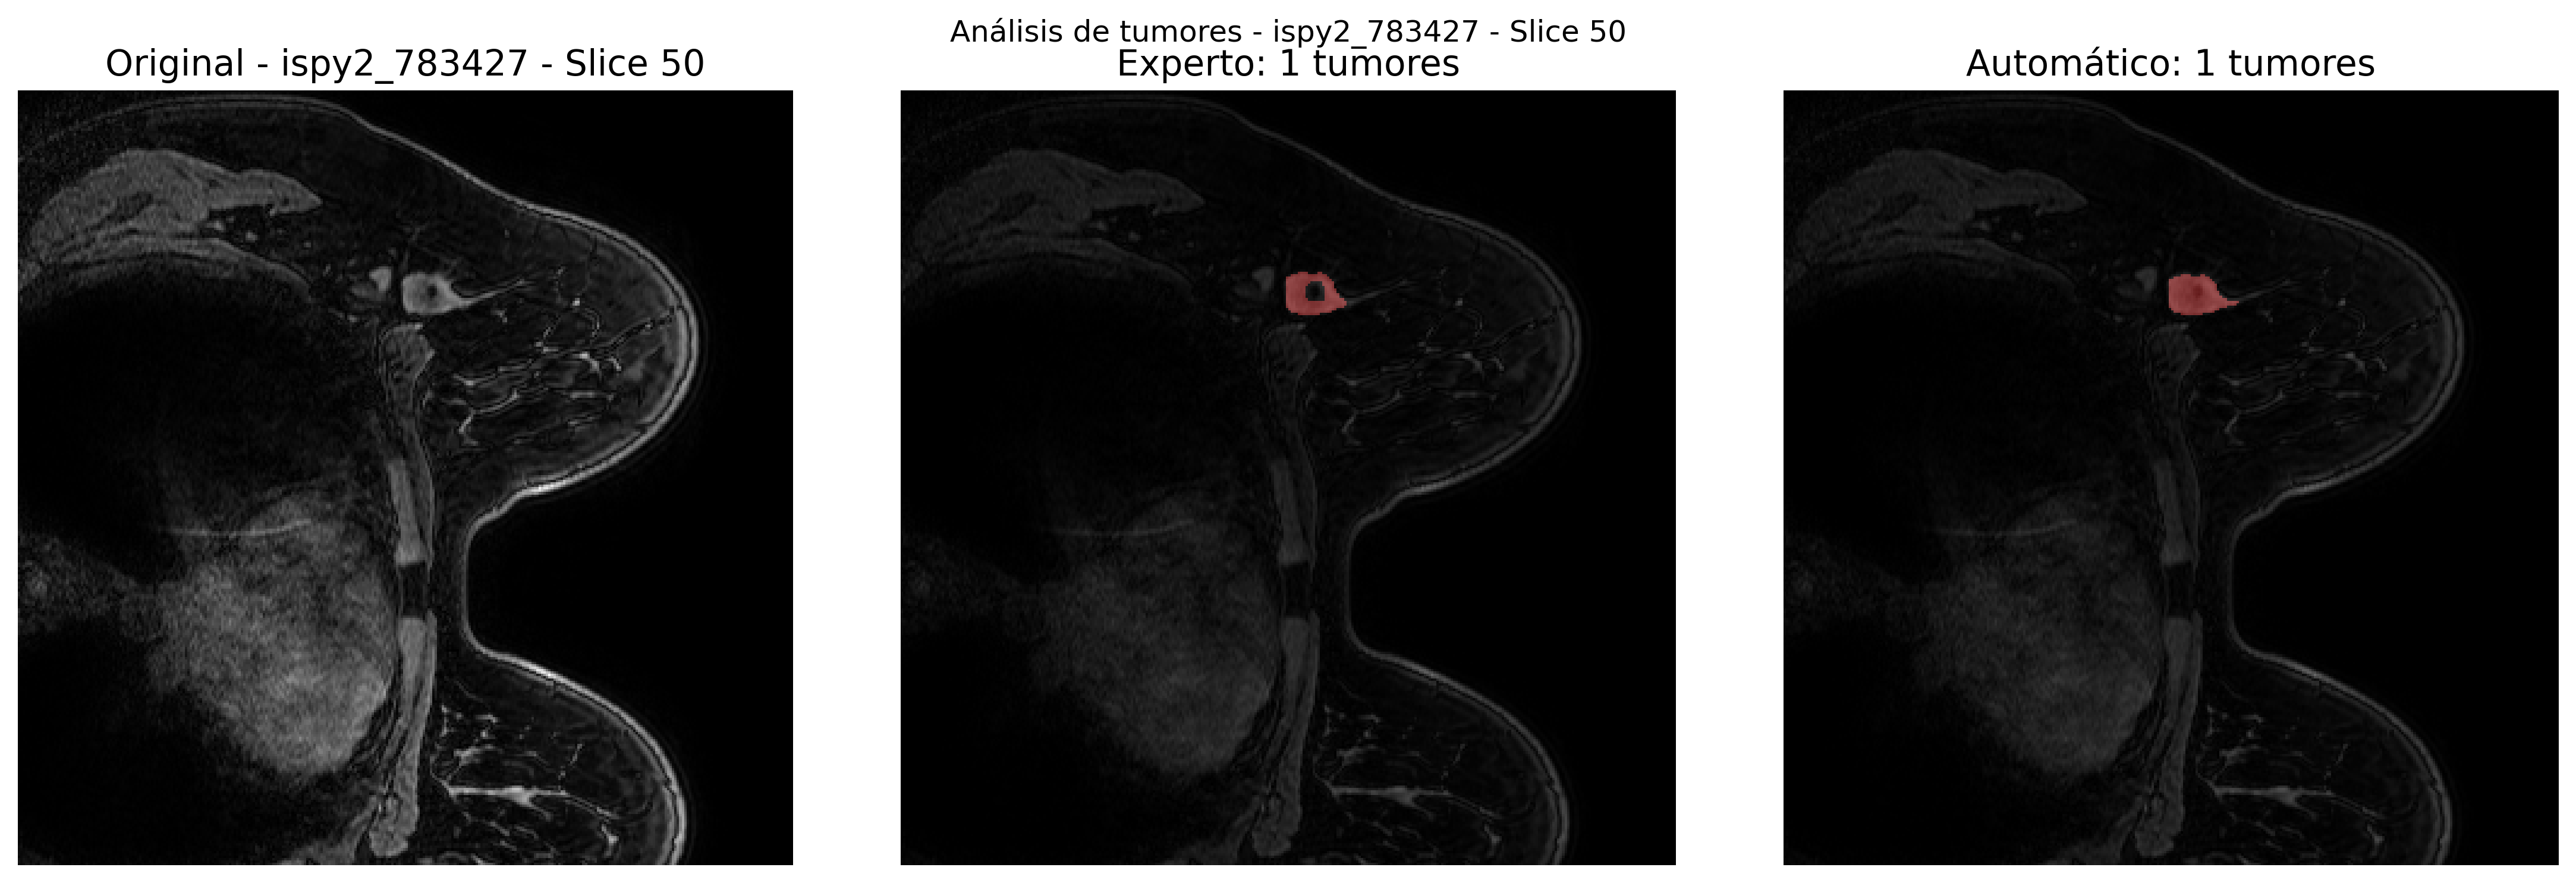 Análisis de tumores - ispy2_783427 - Slice 50
Original - ispy2_783427 - Slice 50
Experto: 1 tumores
Automático: 1 tumores